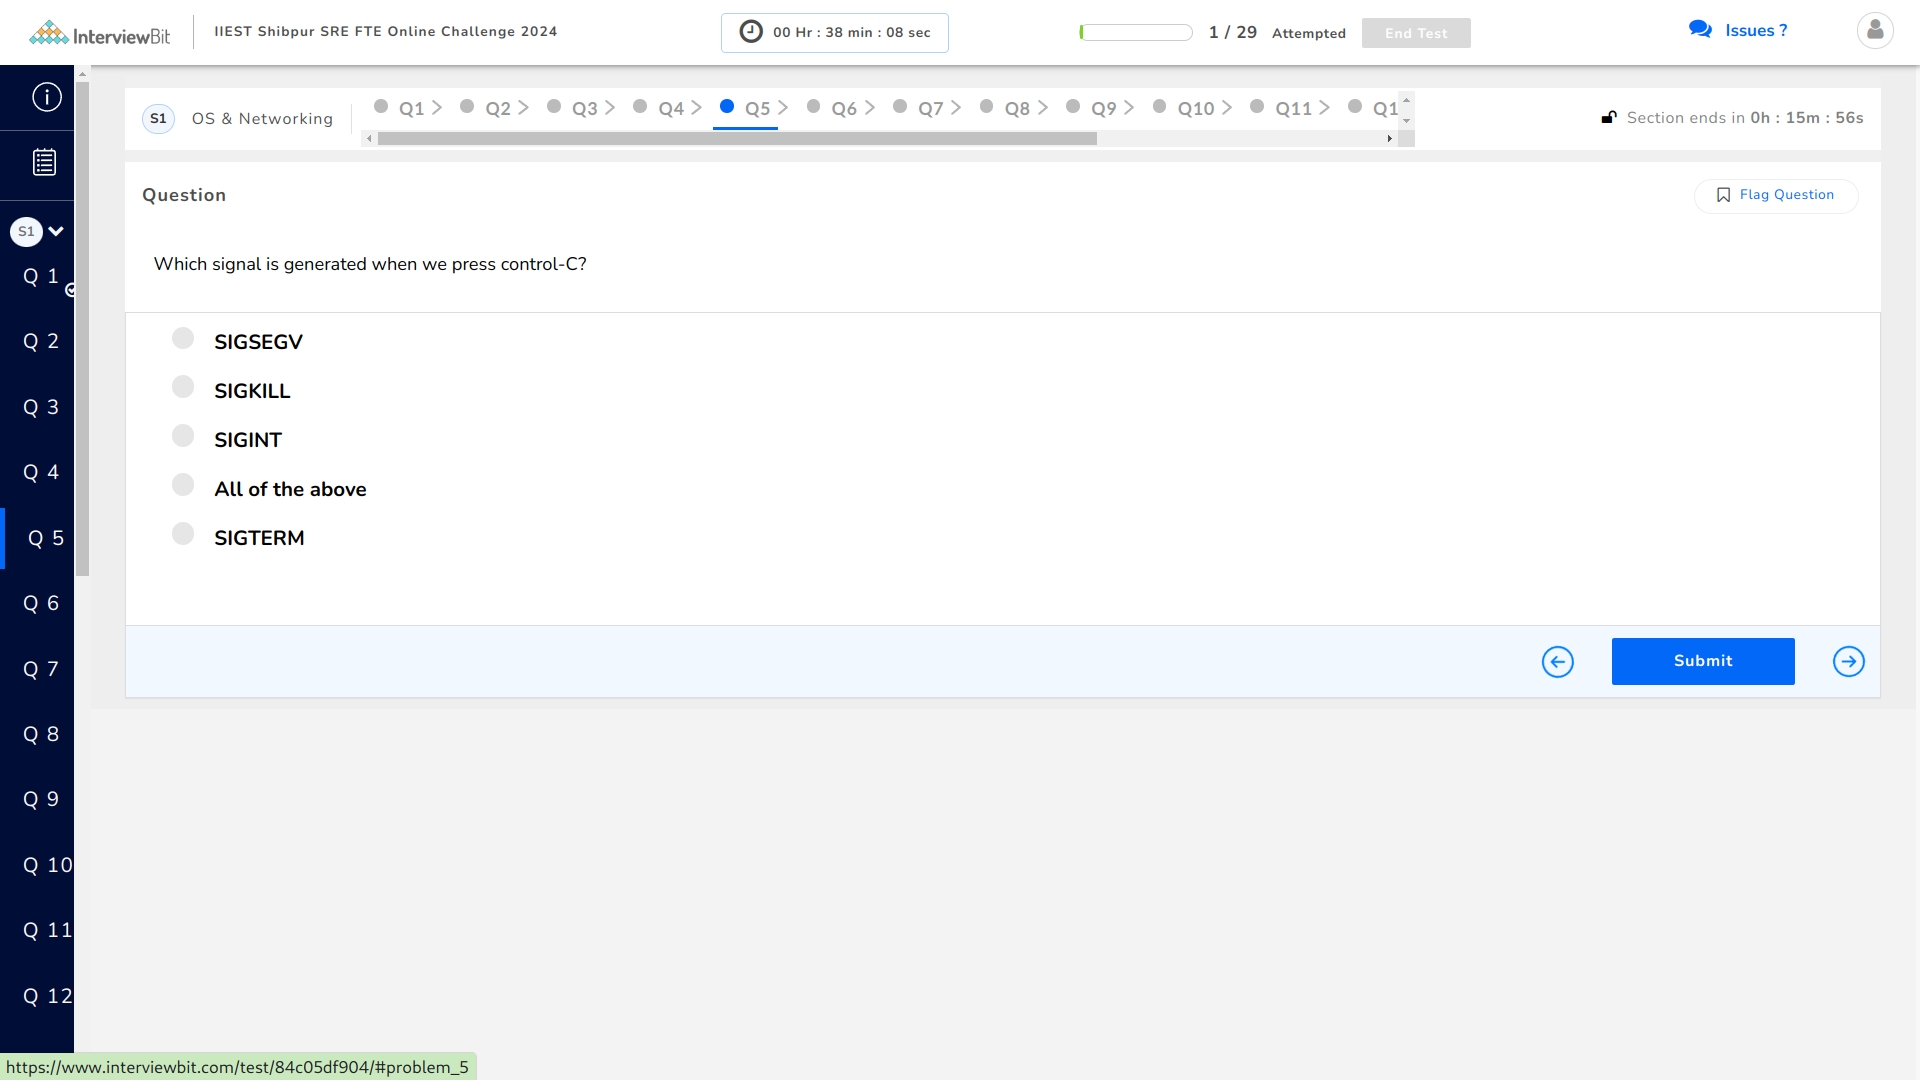 InterviewBit
IIEST Shibpur SRE FTE Online Challenge 2024
00 Hr : 38 min : 08 sec
1 / 29 Attempted
End Test
Issues ?
S1 OS & Networking
Q1 Q2 Q3 Q4 Q5 Q6 Q7 Q8 Q9 Q10 Q11 Q1
Section ends in 0h : 15m : 56s
Question
Flag Question
Which signal is generated when we press control-C?
SIGSEGV
SIGKILL
SIGINT
All of the above
SIGTERM
Submit
S1
Q 1
Q 2
Q 3
Q 4
Q 5
Q 6
Q 7
Q 8
Q 9
Q 10
Q 11
Q 12
https://www.interviewbit.com/test/84c05df904/#problem_5